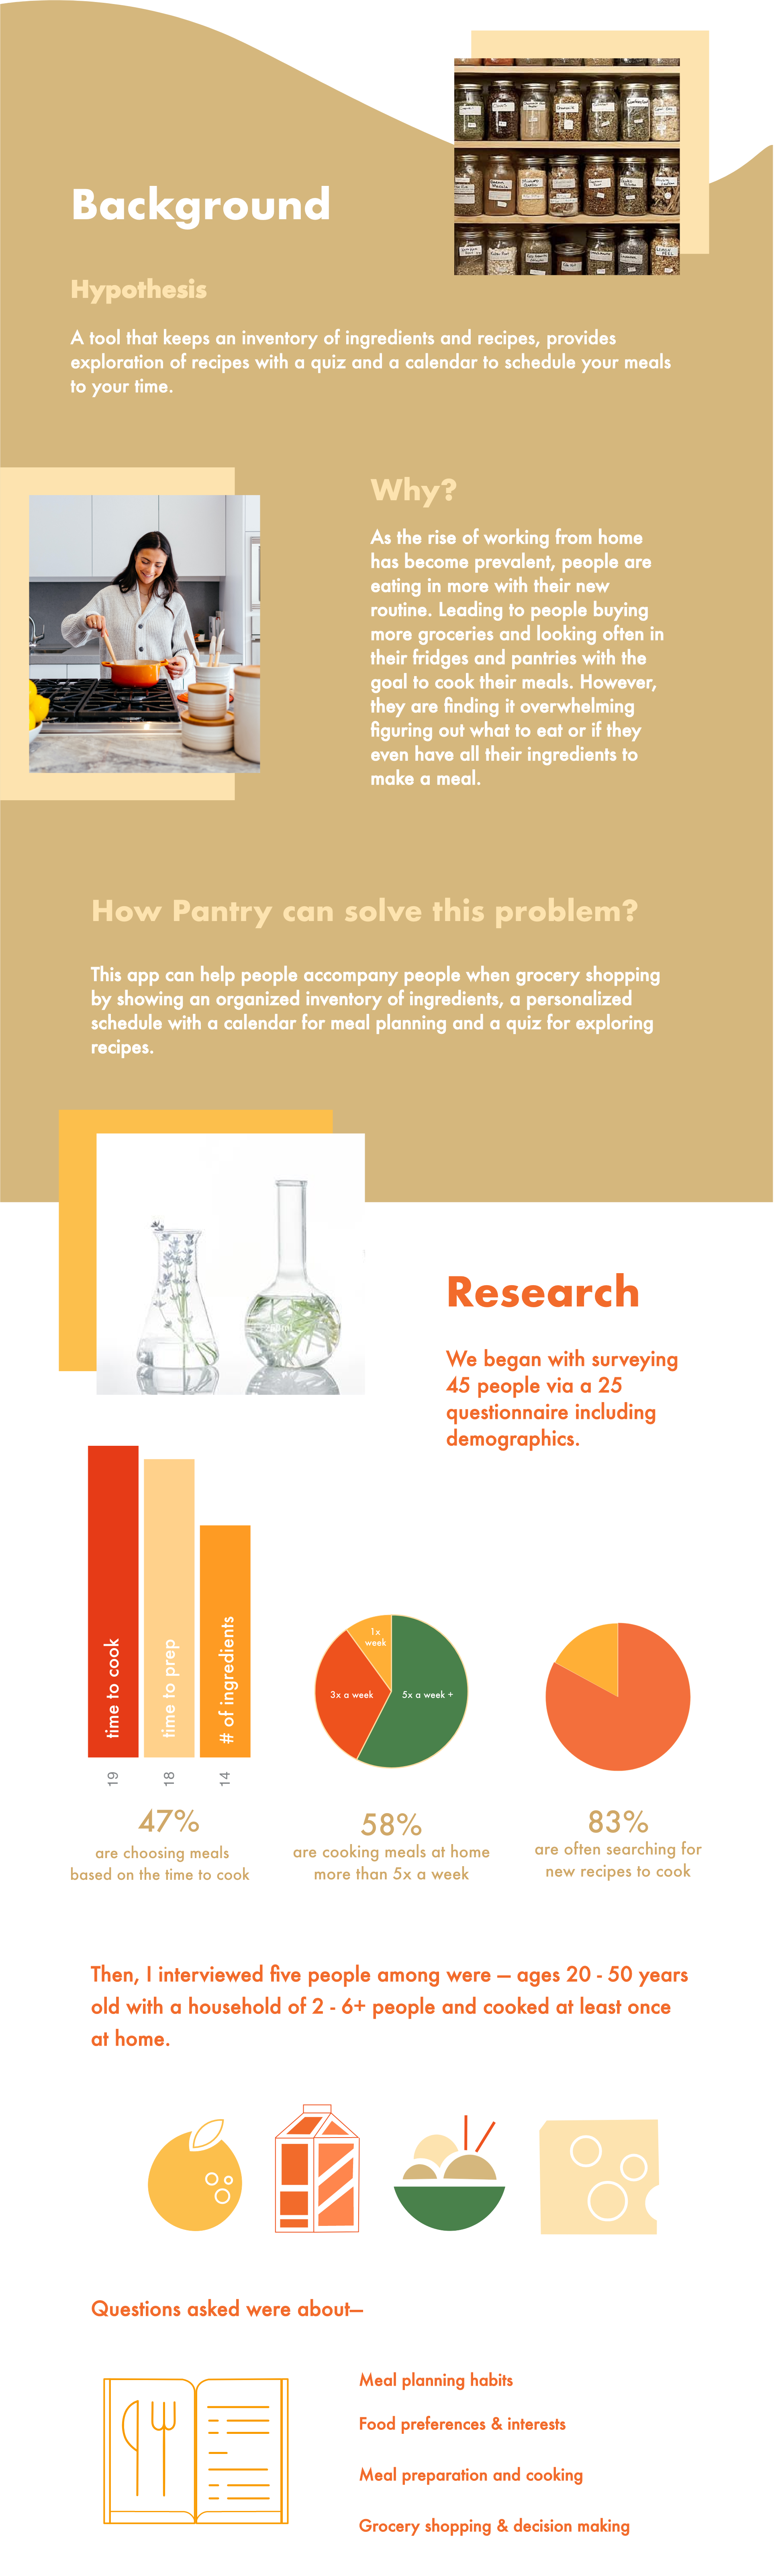 Background
Hypothesis
A tool that keeps an inventory of ingredients and recipes, provides
exploration of recipes with a quiz and a calendar to schedule your meals
to your time.
Why?
As the rise of working from home
has become prevalent, people are
eating in more with their new
routine. Leading to people buying
more groceries and looking often in
their fridges and pantries with the
goal to cook their meals. However,
they are finding it overwhelming
figuring out what to eat or if they
even have all their ingredients to
make a meal.
How Pantry can solve this problem?
This app can help people accompany people when grocery shopping
by showing an organized inventory of ingredients, a personalized
schedule with a calendar for meal planning and a quiz for exploring
recipes.
Research
We began with surveying
45 people via a 25
questionnaire including
demographics.
time to cook
time to prep
# of ingredients
19
18
14
1x
week
3x a week
5x a week +
47%
are choosing meals
based on the time to cook
58%
are cooking meals at home
more than 5x a week
83%
are often searching for
new recipes to cook
Then, I interviewed five people among were — ages 20 - 50 years
old with a household of 2 - 6+ people and cooked at least once
at home.
Questions asked were about—
Meal planning habits
Food preferences & interests
Meal preparation and cooking
Grocery shopping & decision making